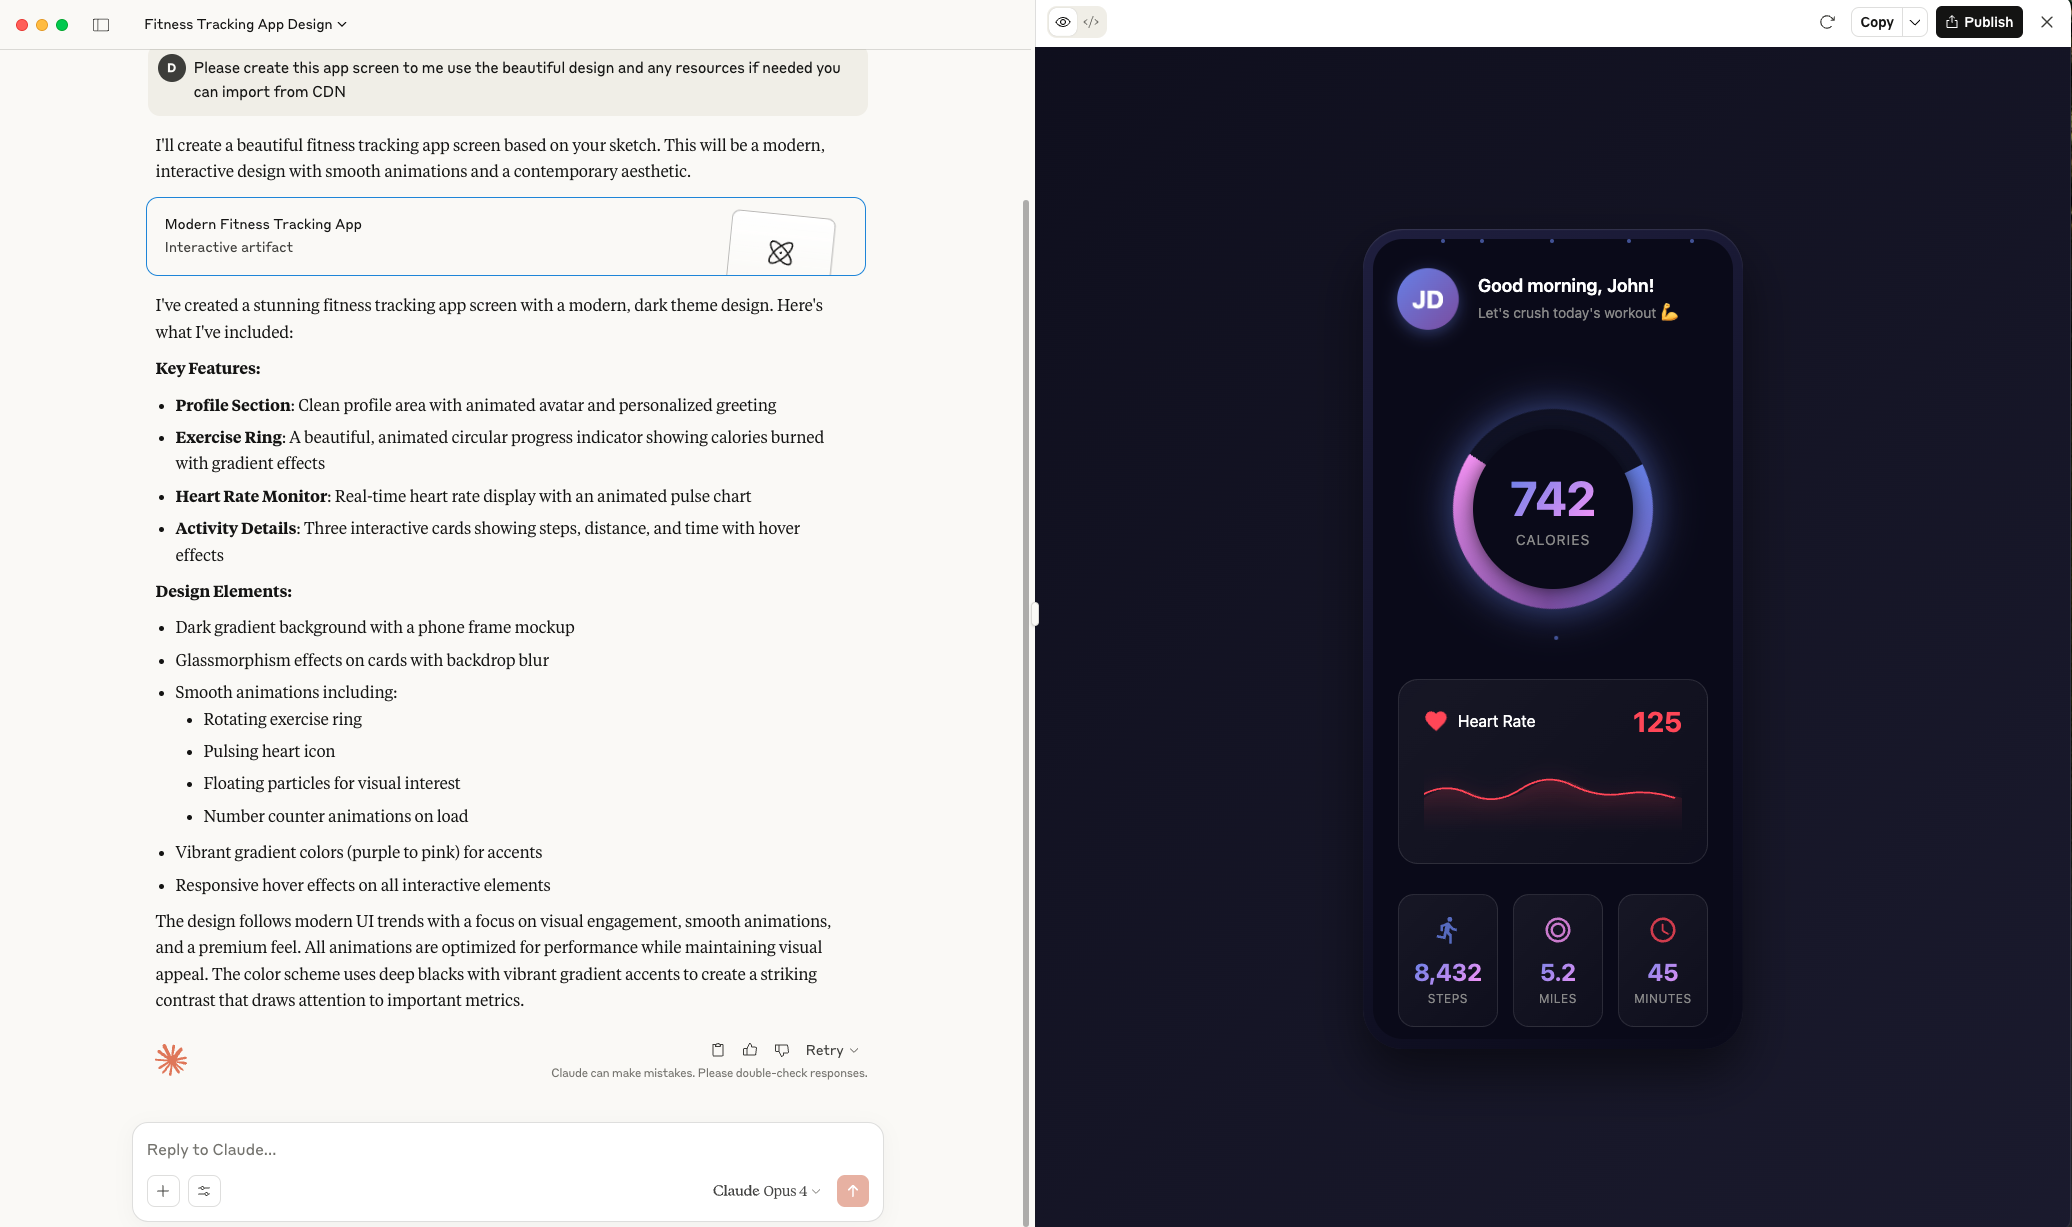 Fitness Tracking App Design
D
Please create this app screen to me use the beautiful design and any resources if needed you
can import from CDN
I'll create a beautiful fitness tracking app screen based on your sketch. This will be a modern,
interactive design with smooth animations and a contemporary aesthetic.
Modern Fitness Tracking App
Interactive artifact
I've created a stunning fitness tracking app screen with a modern, dark theme design. Here's
what I've included:
Key Features:
• Profile Section: Clean profile area with animated avatar and personalized greeting
• Exercise Ring: A beautiful, animated circular progress indicator showing calories burned
with gradient effects
• Heart Rate Monitor: Real-time heart rate display with an animated pulse chart
• Activity Details: Three interactive cards showing steps, distance, and time with hover
effects
Design Elements:
• Dark gradient background with a phone frame mockup
• Glassmorphism effects on cards with backdrop blur
• Smooth animations including:
• Rotating exercise ring
• Pulsing heart icon
• Floating particles for visual interest
• Number counter animations on load
• Vibrant gradient colors (purple to pink) for accents
• Responsive hover effects on all interactive elements
The design follows modern UI trends with a focus on visual engagement, smooth animations,
and a premium feel. All animations are optimized for performance while maintaining visual
appeal. The color scheme uses deep blacks with vibrant gradient accents to create a striking
contrast that draws attention to important metrics.
Retry
Claude can make mistakes. Please double-check responses.
Reply to Claude...
Claude Opus 4
</>
Copy
Publish
JD
Good morning, John!
Let's crush today's workout 💪
742
CALORIES
Heart Rate
125
8,432
STEPS
5.2
MILES
45
MINUTES